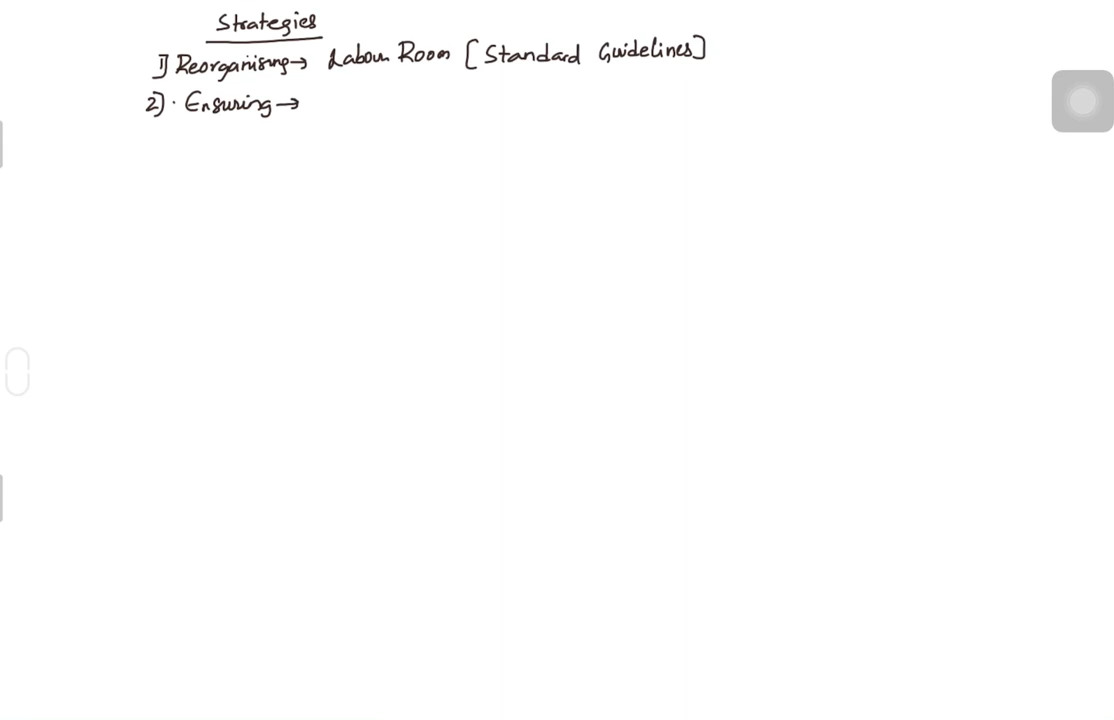 Strategies
1] Reorganising→ Labour Room [Standard Guidelines]
2]. Ensuring→